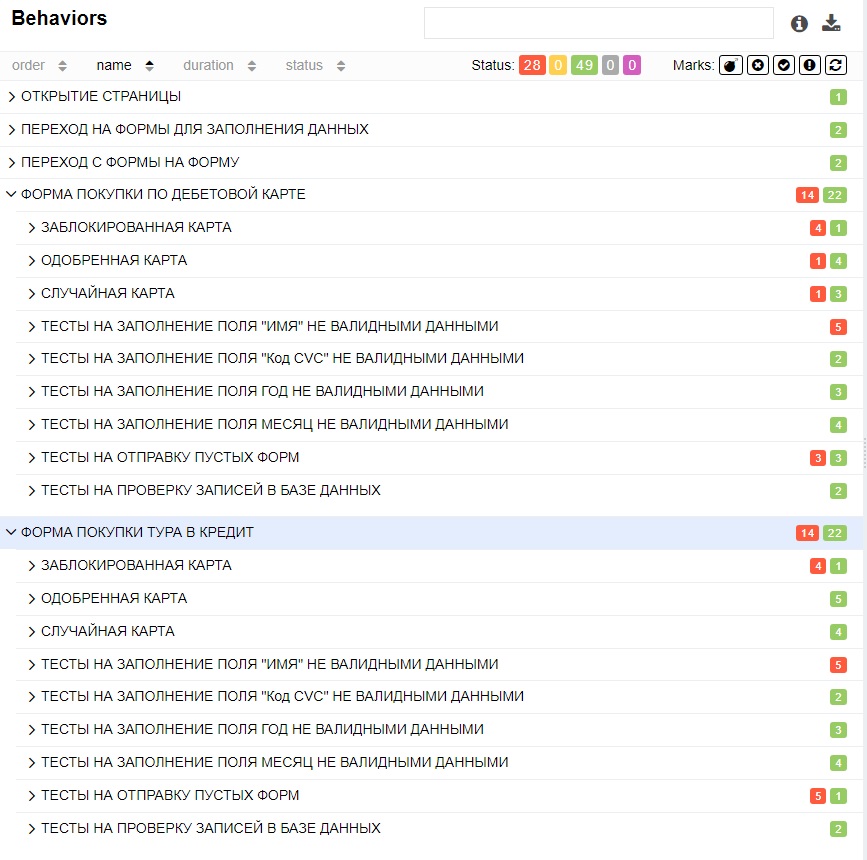 Behaviors
order name duration status Status: 28 0 49 0 0 Marks:
ОТКРЫТИЕ СТРАНИЦЫ 1
ПЕРЕХОД НА ФОРМЫ ДЛЯ ЗАПОЛНЕНИЯ ДАННЫХ 2
ПЕРЕХОД С ФОРМЫ НА ФОРМУ 2
ФОРМА ПОКУПКИ ПО ДЕБЕТОВОЙ КАРТЕ 14 22
ЗАБЛОКИРОВАННАЯ КАРТА 4 1
ОДОБРЕННАЯ КАРТА 1 4
СЛУЧАЙНАЯ КАРТА 1 3
ТЕСТЫ НА ЗАПОЛНЕНИЕ ПОЛЯ "ИМЯ" НЕ ВАЛИДНЫМИ ДАННЫМИ 5
ТЕСТЫ НА ЗАПОЛНЕНИЕ ПОЛЯ "Код CVC" НЕ ВАЛИДНЫМИ ДАННЫМИ 2
ТЕСТЫ НА ЗАПОЛНЕНИЕ ПОЛЯ ГОД НЕ ВАЛИДНЫМИ ДАННЫМИ 3
ТЕСТЫ НА ЗАПОЛНЕНИЕ ПОЛЯ МЕСЯЦ НЕ ВАЛИДНЫМИ ДАННЫМИ 4
ТЕСТЫ НА ОТПРАВКУ ПУСТЫХ ФОРМ 3 3
ТЕСТЫ НА ПРОВЕРКУ ЗАПИСЕЙ В БАЗЕ ДАННЫХ 2
ФОРМА ПОКУПКИ ТУРА В КРЕДИТ 14 22
ЗАБЛОКИРОВАННАЯ КАРТА 4 1
ОДОБРЕННАЯ КАРТА 5
СЛУЧАЙНАЯ КАРТА 4
ТЕСТЫ НА ЗАПОЛНЕНИЕ ПОЛЯ "ИМЯ" НЕ ВАЛИДНЫМИ ДАННЫМИ 5
ТЕСТЫ НА ЗАПОЛНЕНИЕ ПОЛЯ "Код CVC" НЕ ВАЛИДНЫМИ ДАННЫМИ 2
ТЕСТЫ НА ЗАПОЛНЕНИЕ ПОЛЯ ГОД НЕ ВАЛИДНЫМИ ДАННЫМИ 3
ТЕСТЫ НА ЗАПОЛНЕНИЕ ПОЛЯ МЕСЯЦ НЕ ВАЛИДНЫМИ ДАННЫМИ 4
ТЕСТЫ НА ОТПРАВКУ ПУСТЫХ ФОРМ 5 1
ТЕСТЫ НА ПРОВЕРКУ ЗАПИСЕЙ В БАЗЕ ДАННЫХ 2